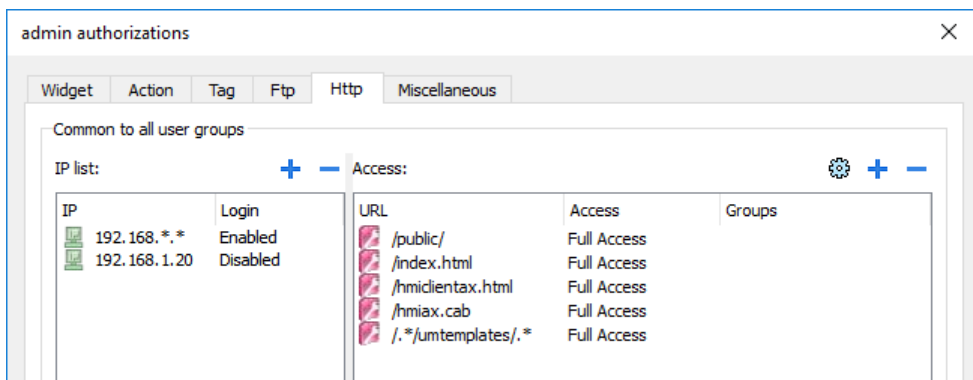 admin authorizations
Widget Action Tag Ftp Http Miscellaneous
Common to all user groups
IP list: Access:
IP Login URL Access Groups
192.168.*.* Enabled /public/ Full Access
192.168.1.20 Disabled /index.html Full Access
/hmiclientax.html Full Access
/hmiax.cab Full Access
/.*/umtemplates/.* Full Access